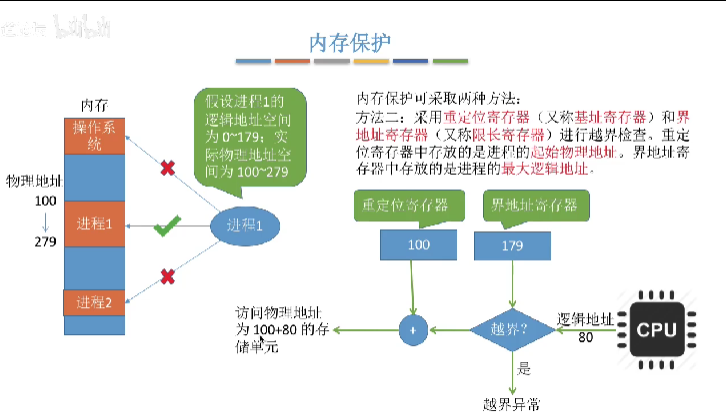 bilibili
内存保护
内存
操作系
统
物理地址
100
279
进程1
进程2
假设进程1的
逻辑地址空间
为 0~179；实
际物理地址空
间为 100~279
进程1
内存保护可采取两种方法：
方法二：采用重定位寄存器（又称基址寄存器）和界
地址寄存器（又称限长寄存器）进行越界检查。重定
位寄存器中存放的是进程的起始物理地址。界地址寄
存器中存放的是进程的最大逻辑地址。
重定位寄存器
界地址寄存器
100
179
访问物理地址
为 100+80 的存
储单元
+
越界？
逻辑地址
80
CPU
是
越界异常